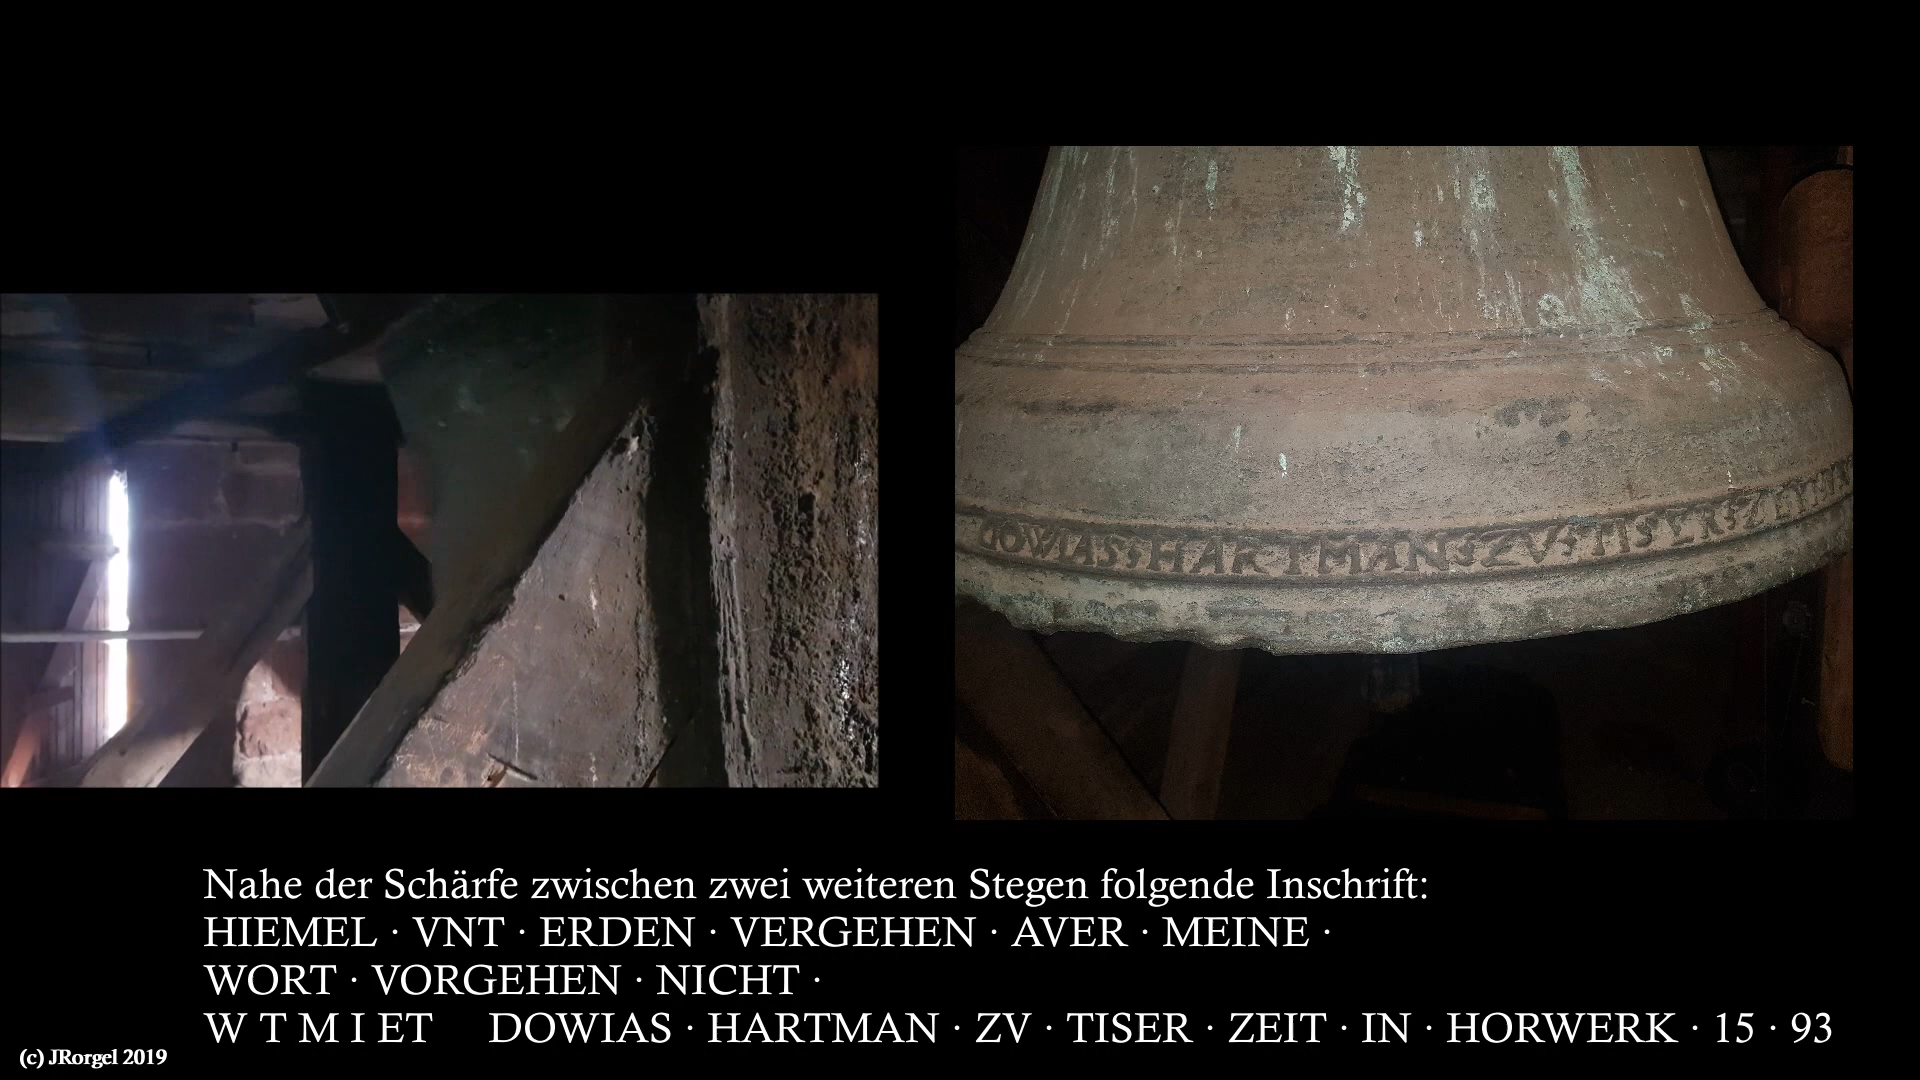 DOWIAS HARTMAN ZV TISER
Nahe der Schärfe zwischen zwei weiteren Stegen folgende Inschrift:
HIEMEL · VNT · ERDEN · VERGEHEN · AVER · MEINE ·
WORT · VORGEHEN · NICHT ·
W T M I ET DOWIAS · HARTMAN · ZV · TISER · ZEIT · IN · HORWERK · 15 · 93
(c) JRorgel 2019